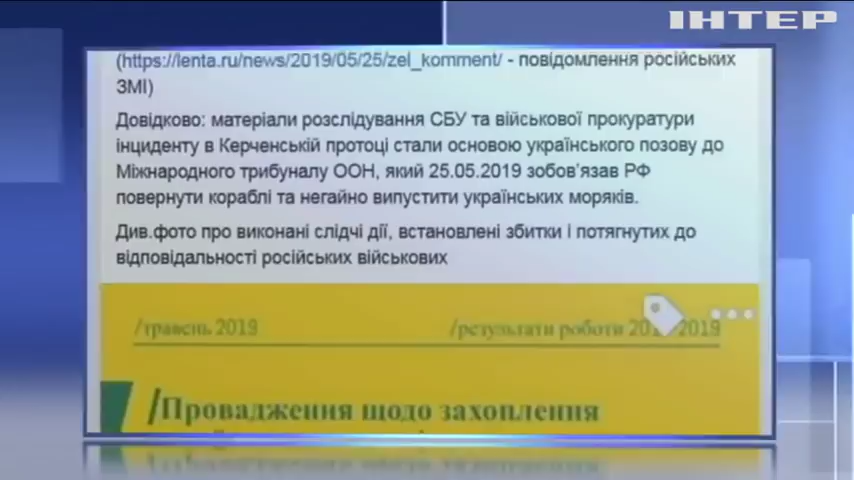 ІНТЕР
(https://lenta.ru/news/2019/05/25/zel_komment/ - повідомлення російських
ЗМІ)
Довідково: матеріали розслідування СБУ та військової прокуратури
інциденту в Керченській протоці стали основою українського позову до
Міжнародного трибуналу ООН, який 25.05.2019 зобов'язав РФ
повернути кораблі та негайно випустити українських моряків.
Див.фото про виконані слідчі дії, встановлені збитки і потягнутих до
відповідальності російських військових
/травень 2019
/результати роботи 2019
/Провадження щодо захоплення